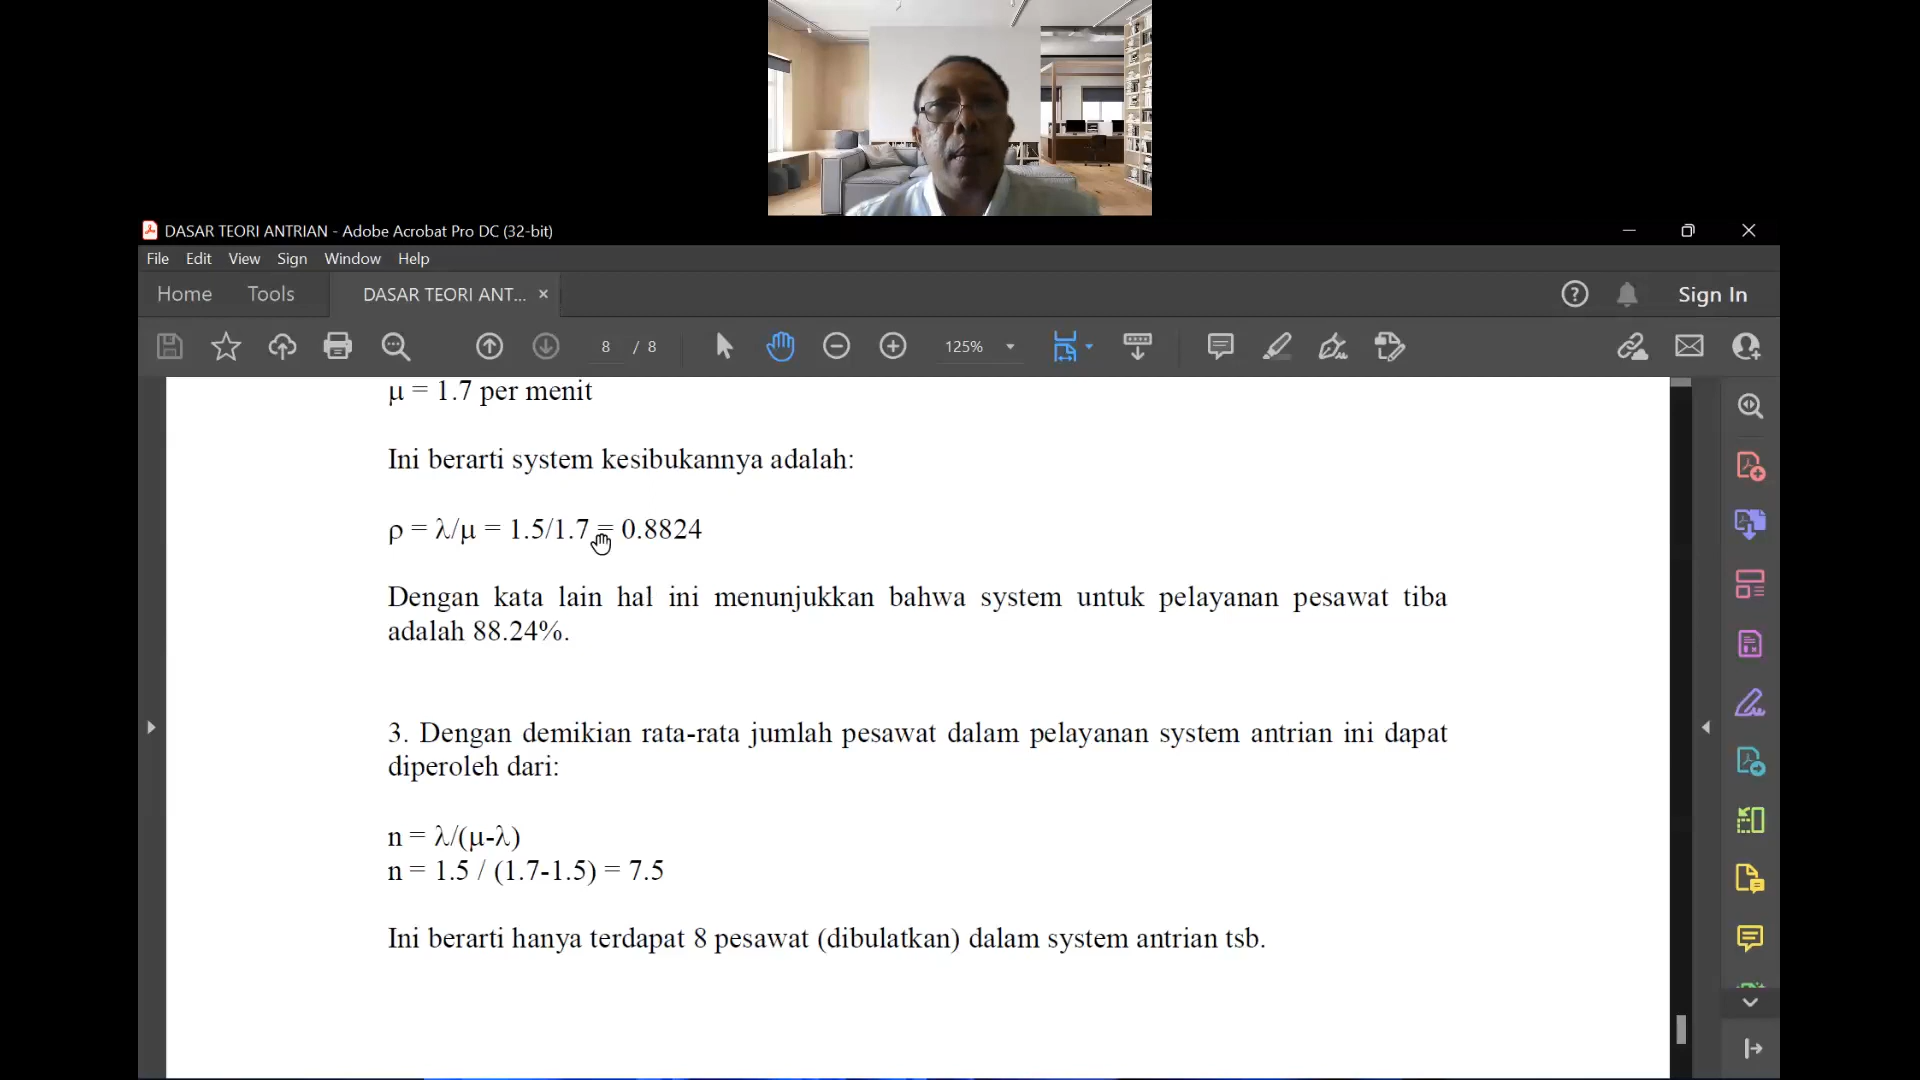 DASAR TEORI ANTRIAN - Adobe Acrobat Pro DC (32-bit)
File Edit View Sign Window Help
Home Tools DASAR TEORI ANT... × Sign In
8 / 8 125%
μ = 1.7 per menit
Ini berarti system kesibukannya adalah:
ρ = λ/μ = 1.5/1.7 = 0.8824
Dengan kata lain hal ini menunjukkan bahwa system untuk pelayanan pesawat tiba
adalah 88.24%.
3. Dengan demikian rata-rata jumlah pesawat dalam pelayanan system antrian ini dapat
diperoleh dari:
n = λ/(μ-λ)
n = 1.5 / (1.7-1.5) = 7.5
Ini berarti hanya terdapat 8 pesawat (dibulatkan) dalam system antrian tsb.